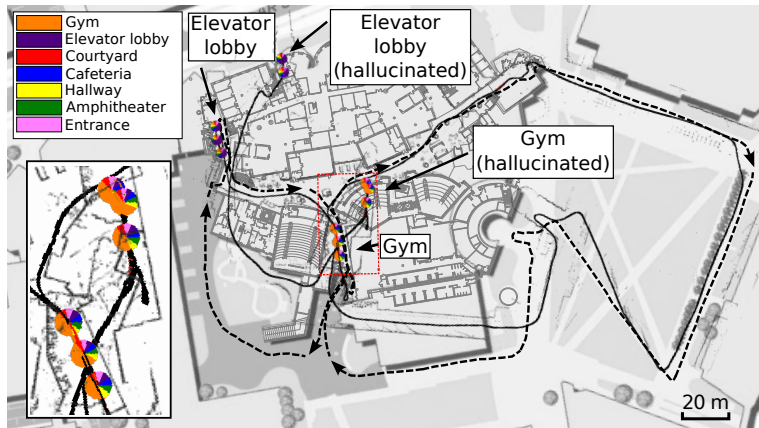 Gym
Elevator lobby
Courtyard
Cafeteria
Hallway
Amphitheater
Entrance
Elevator
lobby
Elevator
lobby
(hallucinated)
Gym
(hallucinated)
Gym
20 m